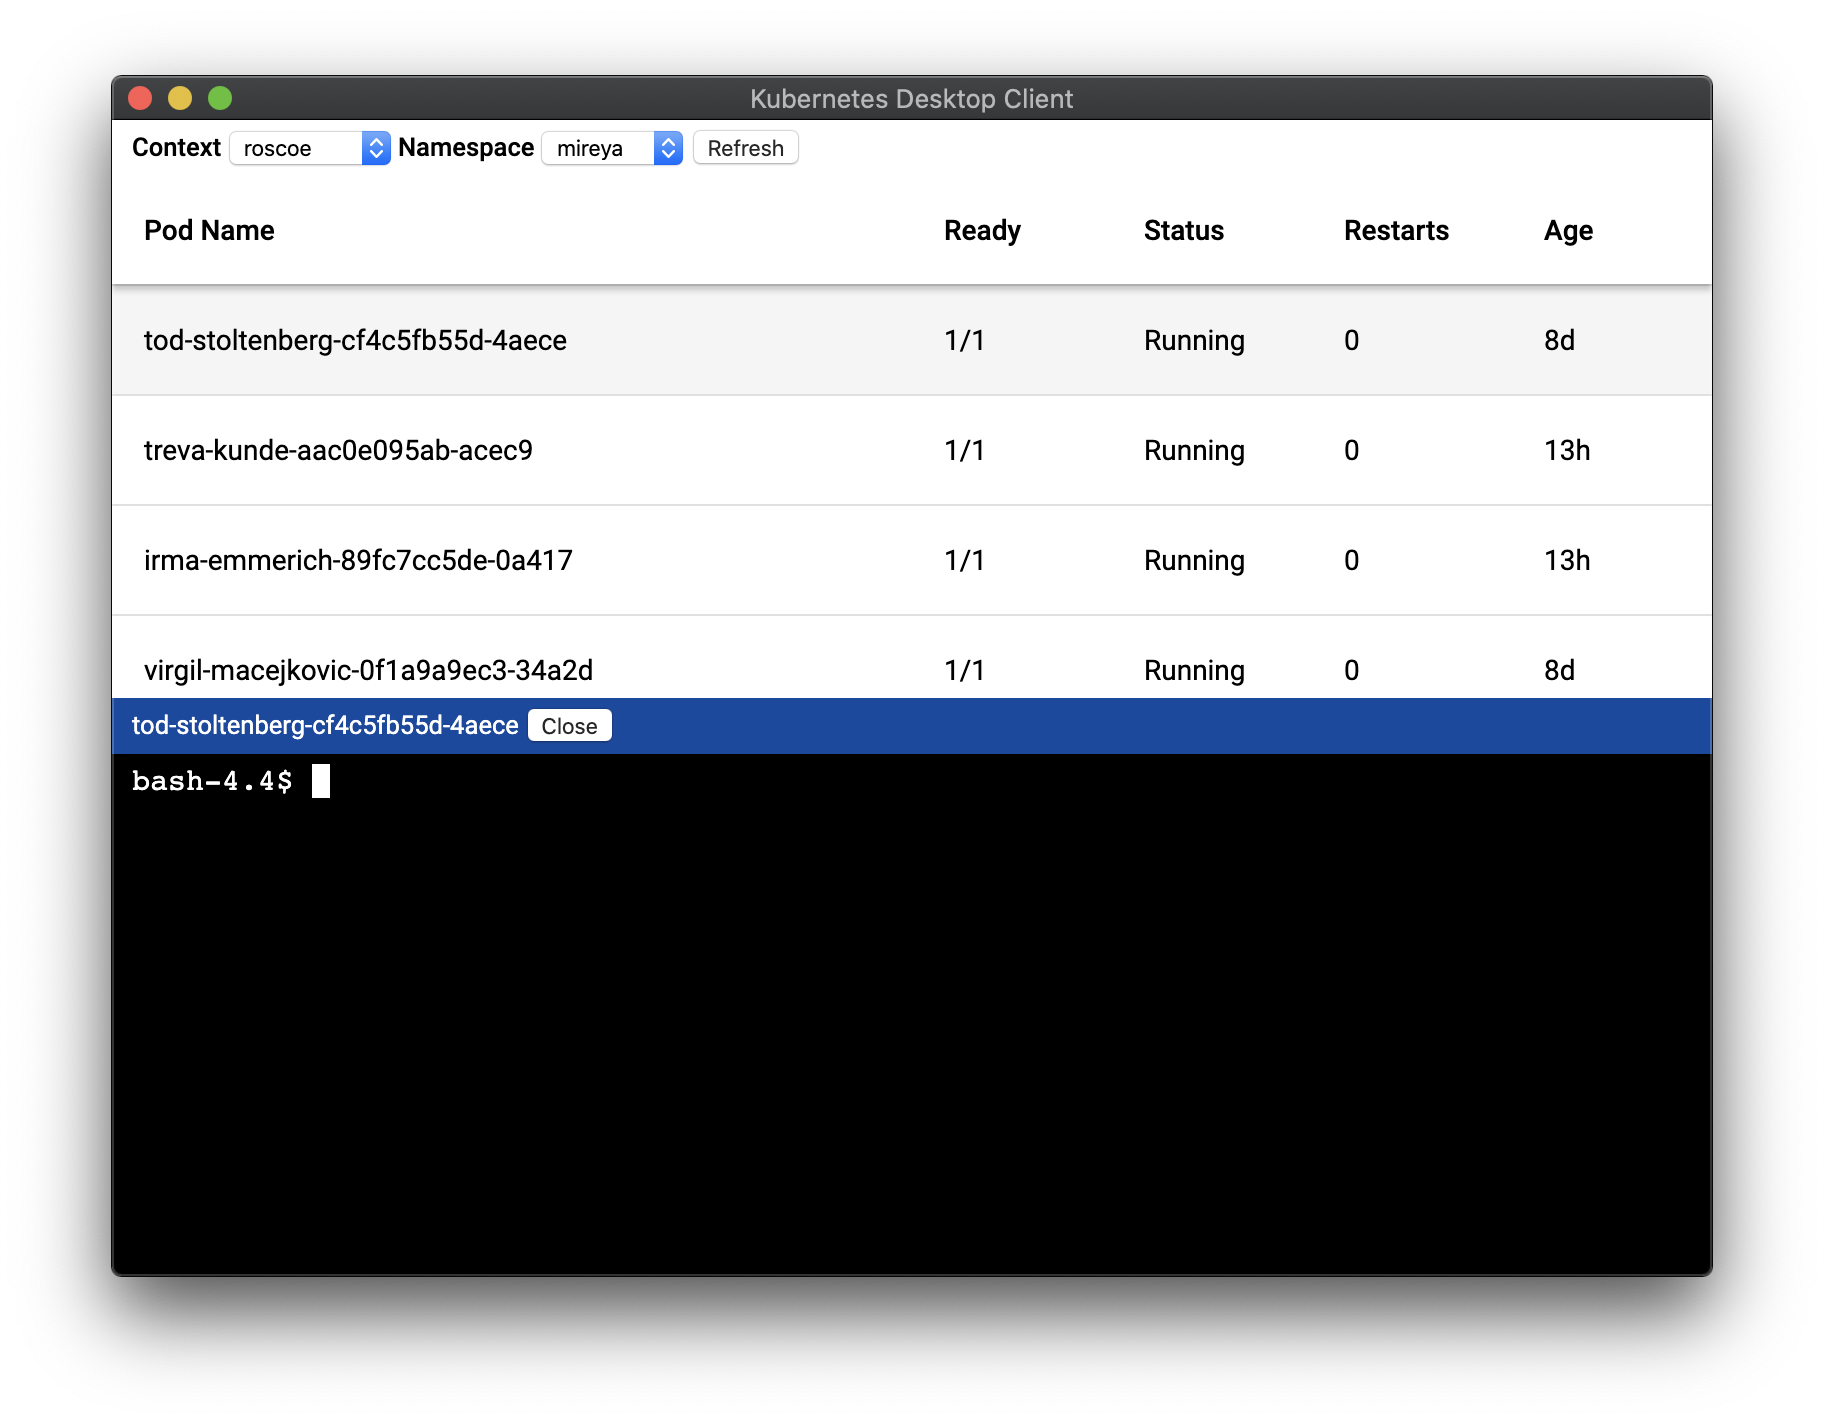 Kubernetes Desktop Client
Context roscoe Namespace mireya Refresh
Pod Name Ready Status Restarts Age
tod-stoltenberg-cf4c5fb55d-4aece 1/1 Running 0 8d
treva-kunde-aac0e095ab-acec9 1/1 Running 0 13h
irma-emmerich-89fc7cc5de-0a417 1/1 Running 0 13h
virgil-macejkovic-0f1a9a9ec3-34a2d 1/1 Running 0 8d
tod-stoltenberg-cf4c5fb55d-4aece Close
bash-4.4$